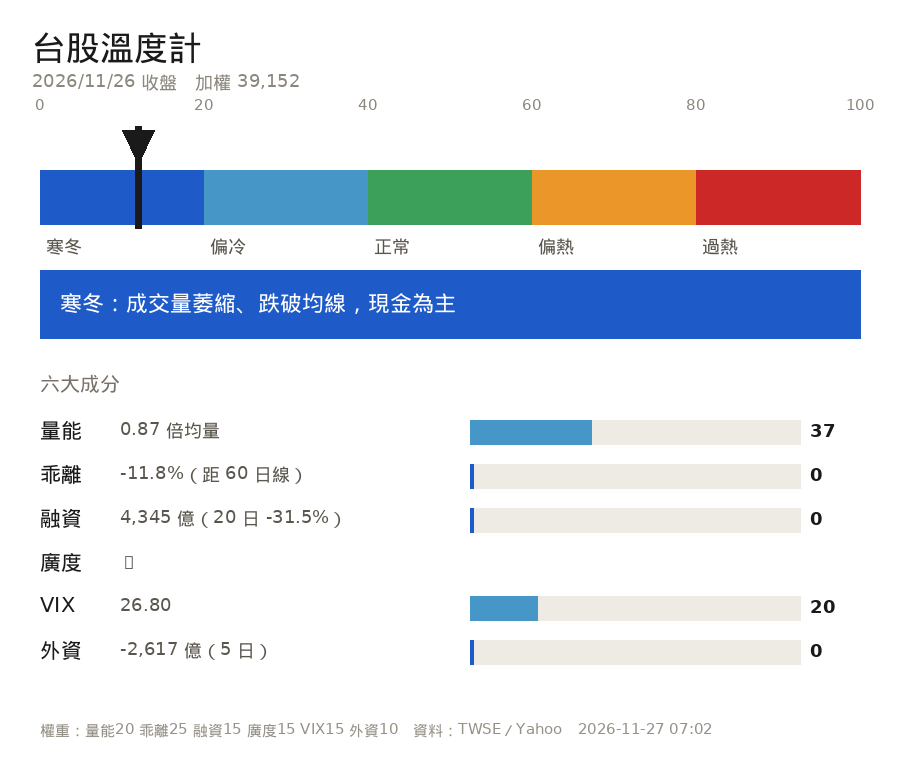 台股溫度計
2026/11/26 收盤 加權 39,152
0 20 40 60 80 100
寒冬 偏冷 正常 偏熱 過熱
寒冬：成交量萎縮、跌破均線，現金為主
六大成分
量能 0.87 倍均量 37
乖離 -11.8%（距 60 日線） 0
融資 4,345 億（20 日 -31.5%） 0
廣度
VIX 26.80 20
外資 -2,617 億（5 日） 0
權重：量能20 乖離25 融資15 廣度15 VIX15 外資10 資料：TWSE／Yahoo 2026-11-27 07:02